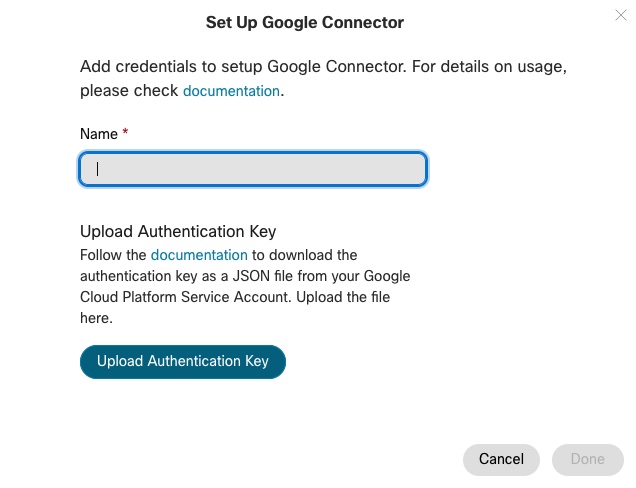 Set Up Google Connector
Add credentials to setup Google Connector. For details on usage,
please check documentation.
Name *
Upload Authentication Key
Follow the documentation to download the
authentication key as a JSON file from your Google
Cloud Platform Service Account. Upload the file
here.
Upload Authentication Key
Cancel
Done